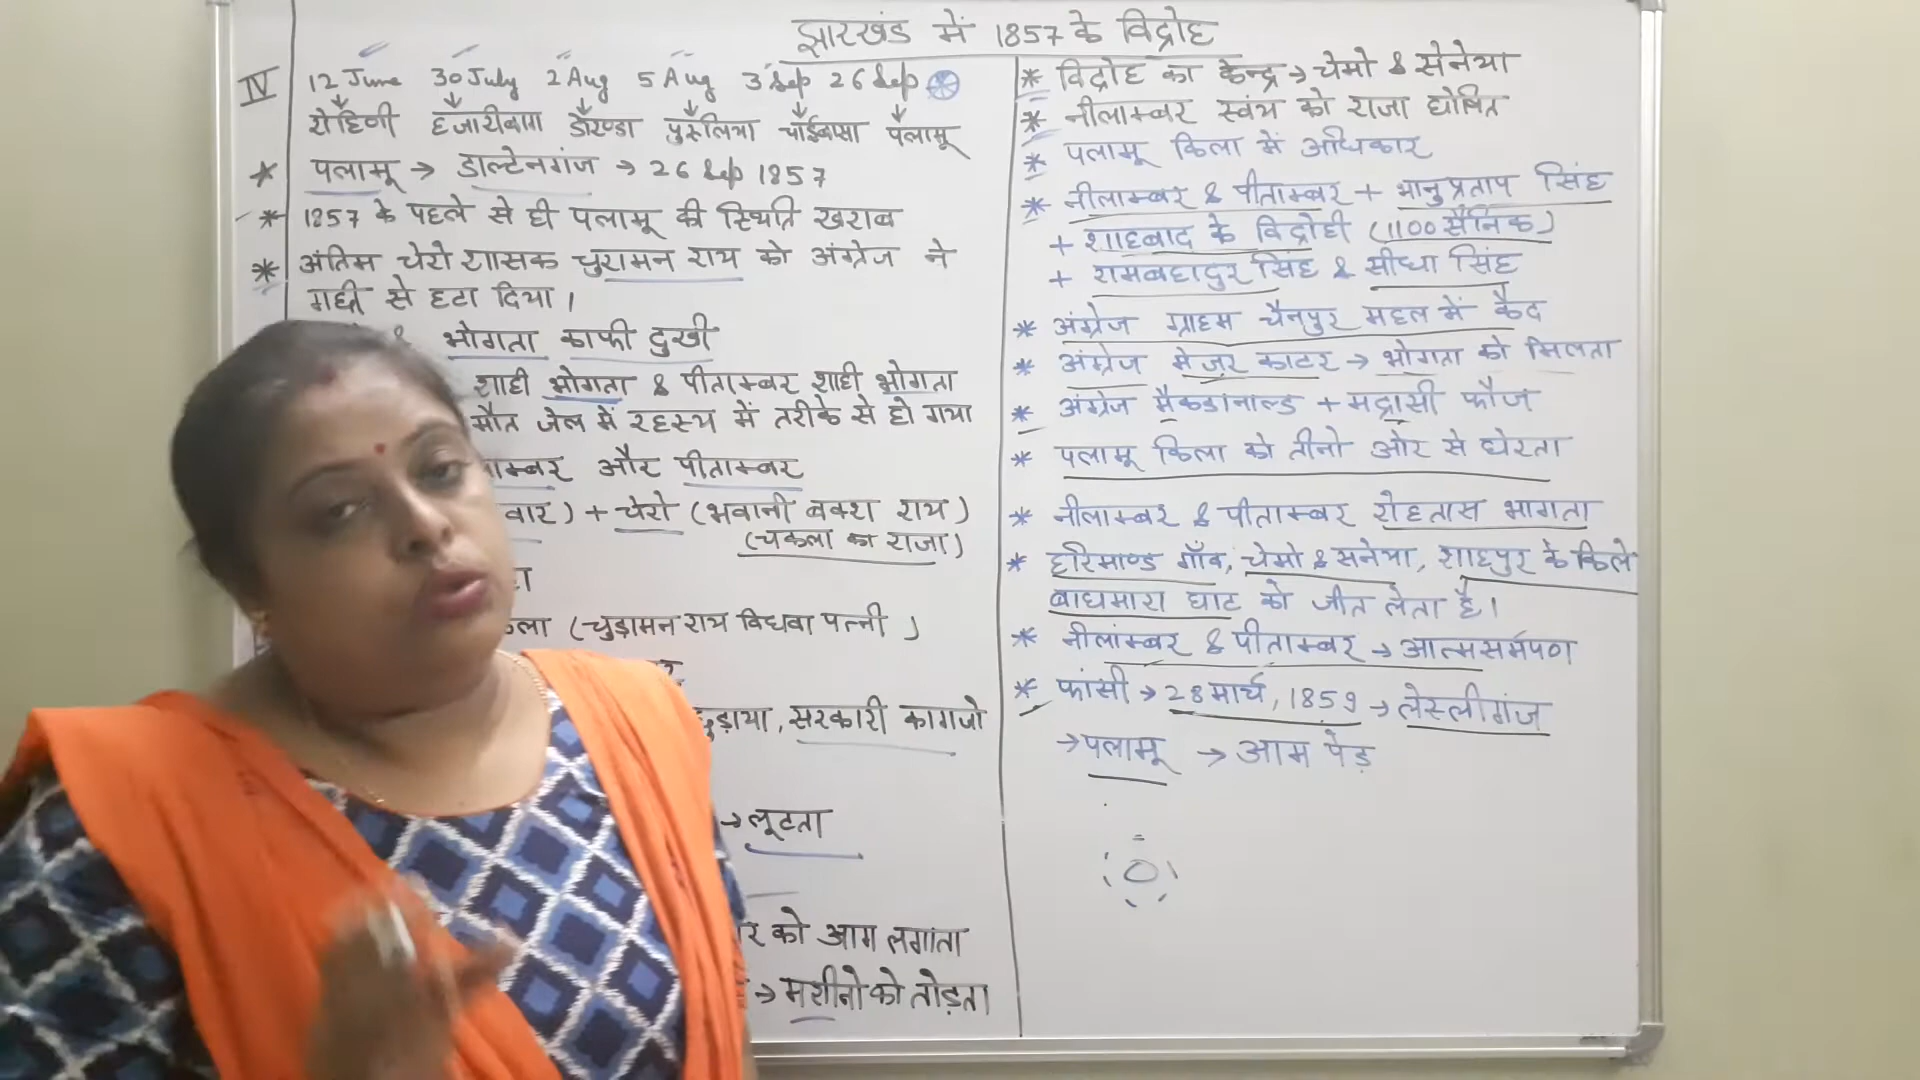 झारखंड में 1857 के विद्रोह
IV 12 June 30 July 2 Aug 5 Aug 3 Sep 26 Sep
रोहिणी हजारीबाग डोरण्डा पुरुलिया चाईबासा पलामू
* पलामू → डाल्टेनगंज → 26 Sep 1857
* 1857 के पहले से ही पलामू की स्थिति खराब
* अंतिम चेरो शासक चुरामन राय को अंग्रेज ने
गद्दी से हटा दिया।
& भोगता काफी दुखी
शाही भोगता & पीताम्बर शाही भोगता
मौत जेल में रहस्य में तरीके से हो गया
म्बर और पीताम्बर
वार) + चेरो (भवानी बक्श राय)
(चकला का राजा)
(चुड़ामन राय विधवा पत्नी)
सरकारी कागजो
→ लूटता
को आग लगाता
→ मशीनो को तोड़ता
* विद्रोह का केन्द्र → चेमो & सेनेया
* नीलाम्बर स्वंय को राजा घोषित
* पलामू किला में अधिकार
* नीलाम्बर & पीताम्बर + भानुप्रताप सिंह
+ शाहबाद के विद्रोही (1100 सैनिक)
+ रामबहादुर सिंह & सीधा सिंह
* अंग्रेज ग्राहम चैनपुर महल में कैद
* अंग्रेज मेजर काटर → भोगता को मिलता
* अंग्रेज मैकडोनाल्ड + मद्रासी फौज
* पलामू किला को तीनो ओर से घेरता
* नीलाम्बर & पीताम्बर रोहतास भागता
* हरिमाण्ड गाँव, चेमो & सनेया, शाहपुर के किले
बाघमारा घाट को जीत लेता है।
* नीलांम्बर & पीताम्बर → आत्मसर्मपण
* फांसी → 28 मार्च, 1859 → लेस्लीगंज
→ पलामू → आम पेड़